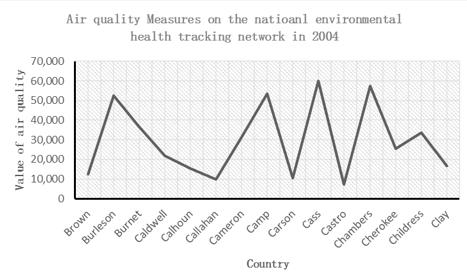 Air quality Measures on the natioanl environmental
health tracking network in 2004
Value of air quality
70,000
60,000
50,000
40,000
30,000
20,000
10,000
0
Brown
Burleson
Burnet
Caldwell
Calhoun
Callahan
Cameron
Camp
Carson
Cass
Castro
Chambers
Cherokee
Childress
Clay
Country